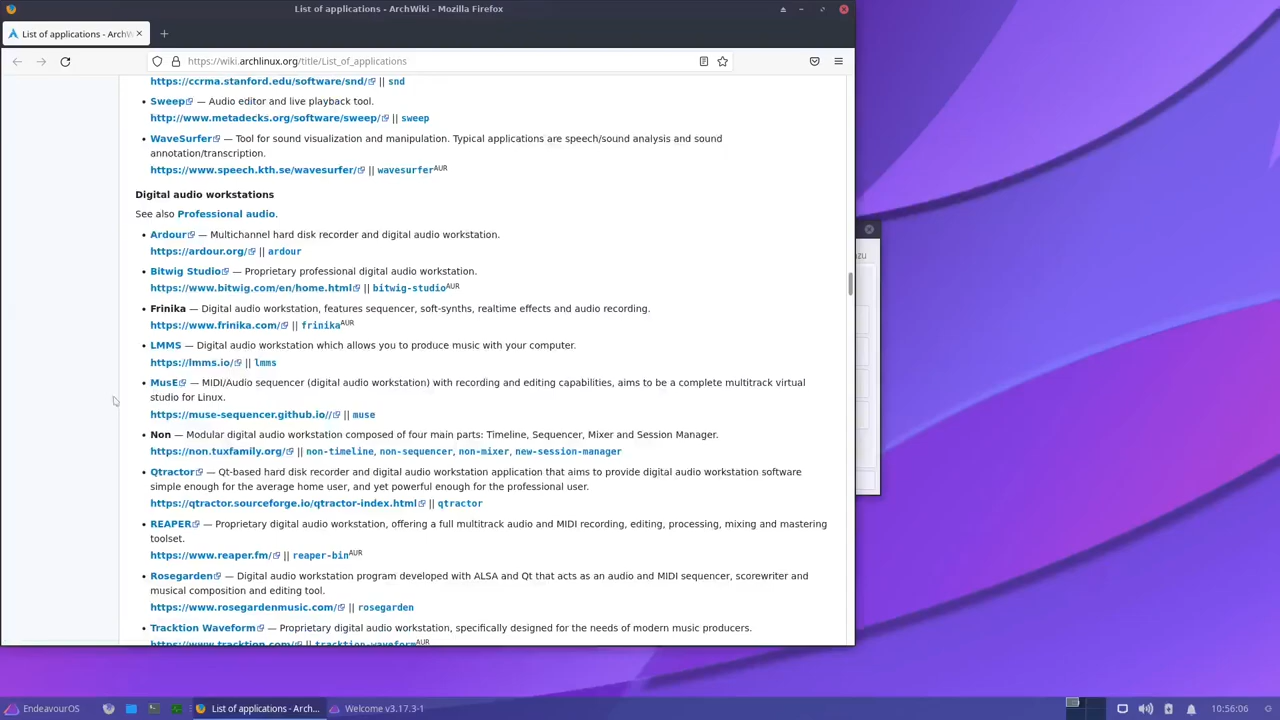 List of applications - ArchWiki - Mozilla Firefox
List of applications - ArchW
https://wiki.archlinux.org/title/List_of_applications
https://ccrma.stanford.edu/software/snd/ || snd
• Sweep — Audio editor and live playback tool.
http://www.metadecks.org/software/sweep/ || sweep
• WaveSurfer — Tool for sound visualization and manipulation. Typical applications are speech/sound analysis and sound
annotation/transcription.
https://www.speech.kth.se/wavesurfer/ || wavesurferAUR
Digital audio workstations
See also Professional audio.
• Ardour — Multichannel hard disk recorder and digital audio workstation.
https://ardour.org/ || ardour
• Bitwig Studio — Proprietary professional digital audio workstation.
https://www.bitwig.com/en/home.html || bitwig-studioAUR
• Frinika — Digital audio workstation, features sequencer, soft-synths, realtime effects and audio recording.
https://www.frinika.com/ || frinikaAUR
• LMMS — Digital audio workstation which allows you to produce music with your computer.
https://lmms.io/ || lmms
• MusE — MIDI/Audio sequencer (digital audio workstation) with recording and editing capabilities, aims to be a complete multitrack virtual
studio for Linux.
https://muse-sequencer.github.io// || muse
• Non — Modular digital audio workstation composed of four main parts: Timeline, Sequencer, Mixer and Session Manager.
https://non.tuxfamily.org/ || non-timeline, non-sequencer, non-mixer, new-session-manager
• Qtractor — Qt-based hard disk recorder and digital audio workstation application that aims to provide digital audio workstation software
simple enough for the average home user, and yet powerful enough for the professional user.
https://qtractor.sourceforge.io/qtractor-index.html || qtractor
• REAPER — Proprietary digital audio workstation, offering a full multitrack audio and MIDI recording, editing, processing, mixing and mastering
toolset.
https://www.reaper.fm/ || reaper-binAUR
• Rosegarden — Digital audio workstation program developed with ALSA and Qt that acts as an audio and MIDI sequencer, scorewriter and
musical composition and editing tool.
https://www.rosegardenmusic.com/ || rosegarden
• Tracktion Waveform — Proprietary digital audio workstation, specifically designed for the needs of modern music producers.
https://www.tracktion.com/ || tracktion-waveformAUR
EndeavourOS
List of applications - Arch...
Welcome v3.17.3-1
10:56:06